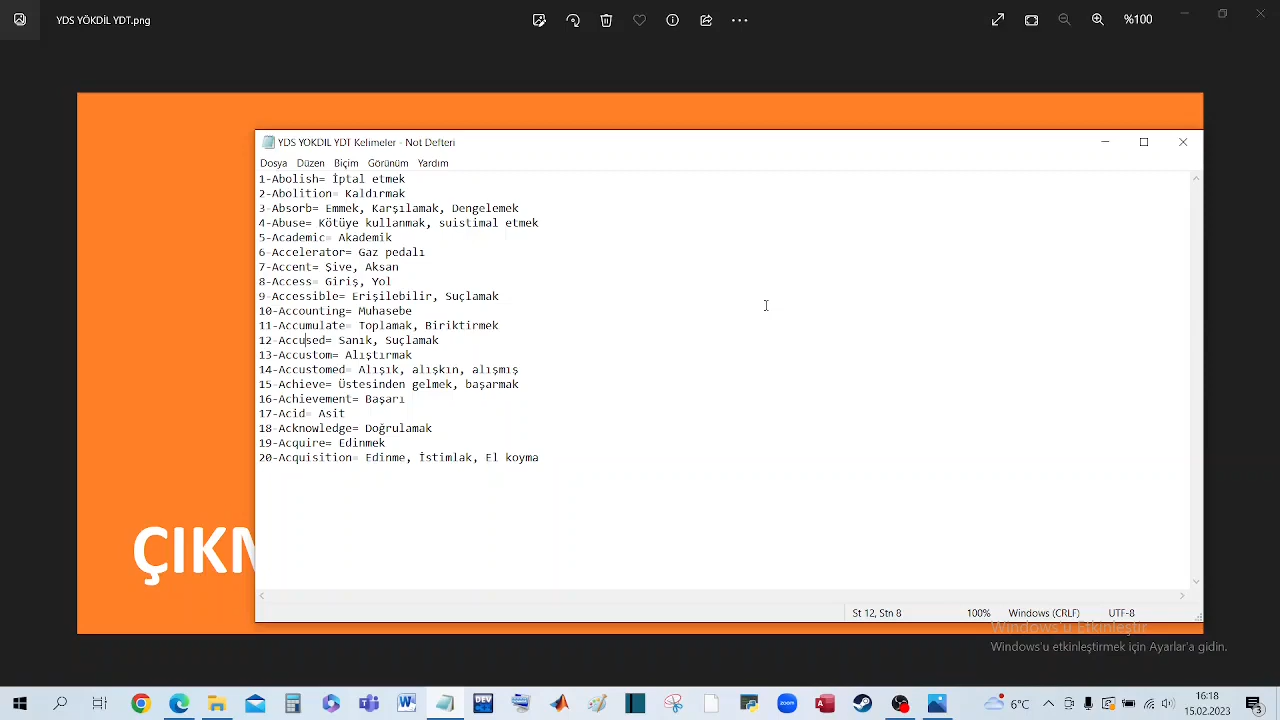 YDS YÖKDİL YDT.png
%100
YDS YOKDIL YDT Kelimeler - Not Defteri
Dosya Düzen Biçim Görünüm Yardım
1-Abolish= İptal etmek
2-Abolition= Kaldırmak
3-Absorb= Emmek, Karşılamak, Dengelemek
4-Abuse= Kötüye kullanmak, suistimal etmek
5-Academic= Akademik
6-Accelerator= Gaz pedalı
7-Accent= Şive, Aksan
8-Access= Giriş, Yol
9-Accessible= Erişilebilir, Suçlamak
10-Accounting= Muhasebe
11-Accumulate= Toplamak, Biriktirmek
12-Accused= Sanık, Suçlamak
13-Accustom= Alıştırmak
14-Accustomed= Alışık, alışkın, alışmış
15-Achieve= Üstesinden gelmek, başarmak
16-Achievement= Başarı
17-Acid= Asit
18-Acknowledge= Doğrulamak
19-Acquire= Edinmek
20-Acquisition= Edinme, İstimlak, El koyma
ÇIKM
St 12, Stn 8 100% Windows (CRLF) UTF-8
Windows'u Etkinleştir
Windows'u etkinleştirmek için Ayarlar'a gidin.
DEV
zoom
6°C
16:18
15.02.2023
3